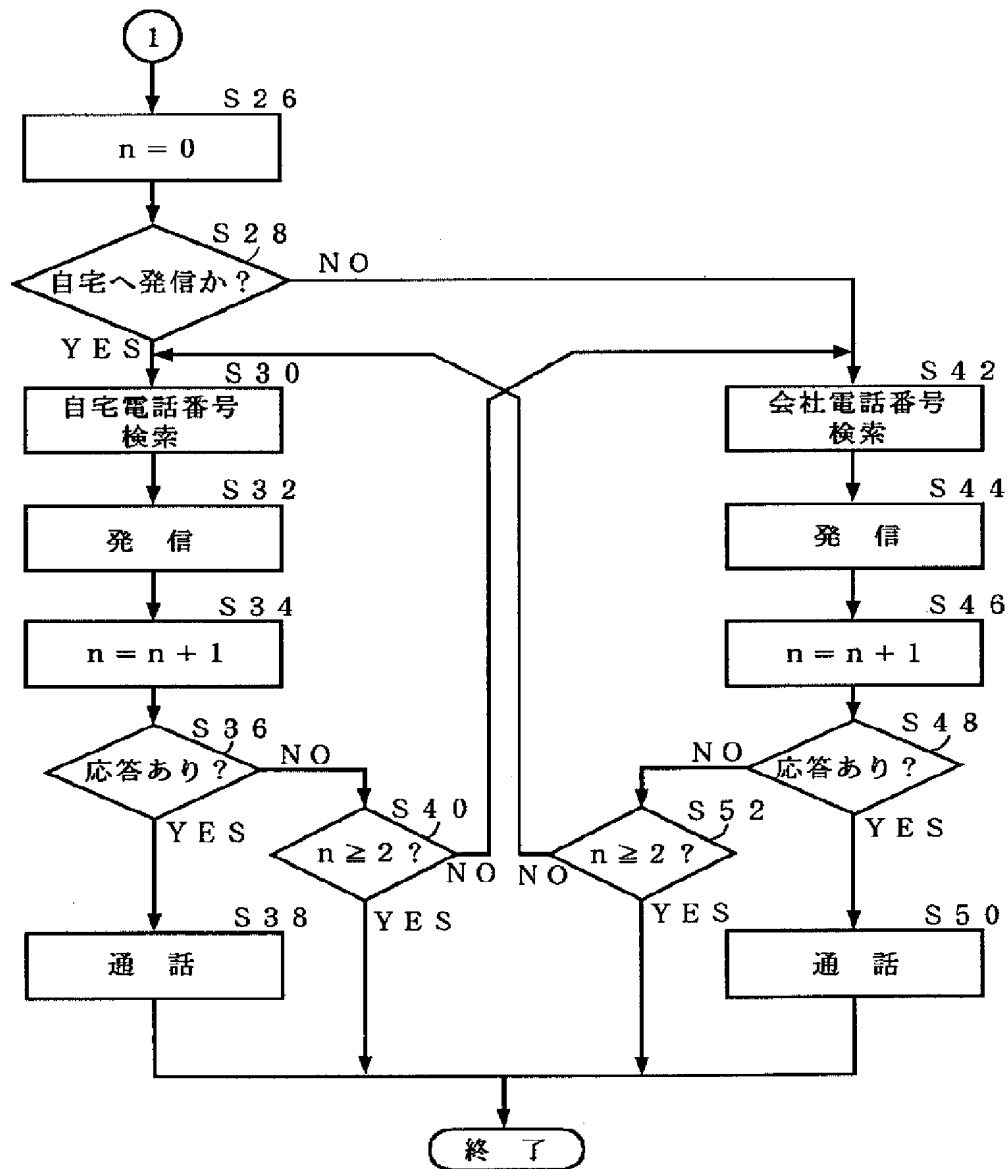 1
S26
n = 0
S28
自宅へ発信か？
NO
YES
S30
自宅電話番号
検索
S42
会社電話番号
検索
S32
発 信
S44
発 信
S34
n = n + 1
S46
n = n + 1
S36
応答あり？
NO
YES
S48
応答あり？
NO
YES
S40
n ≧ 2 ?
NO
YES
S52
n ≧ 2 ?
NO
YES
S38
通 話
S50
通 話
終 了